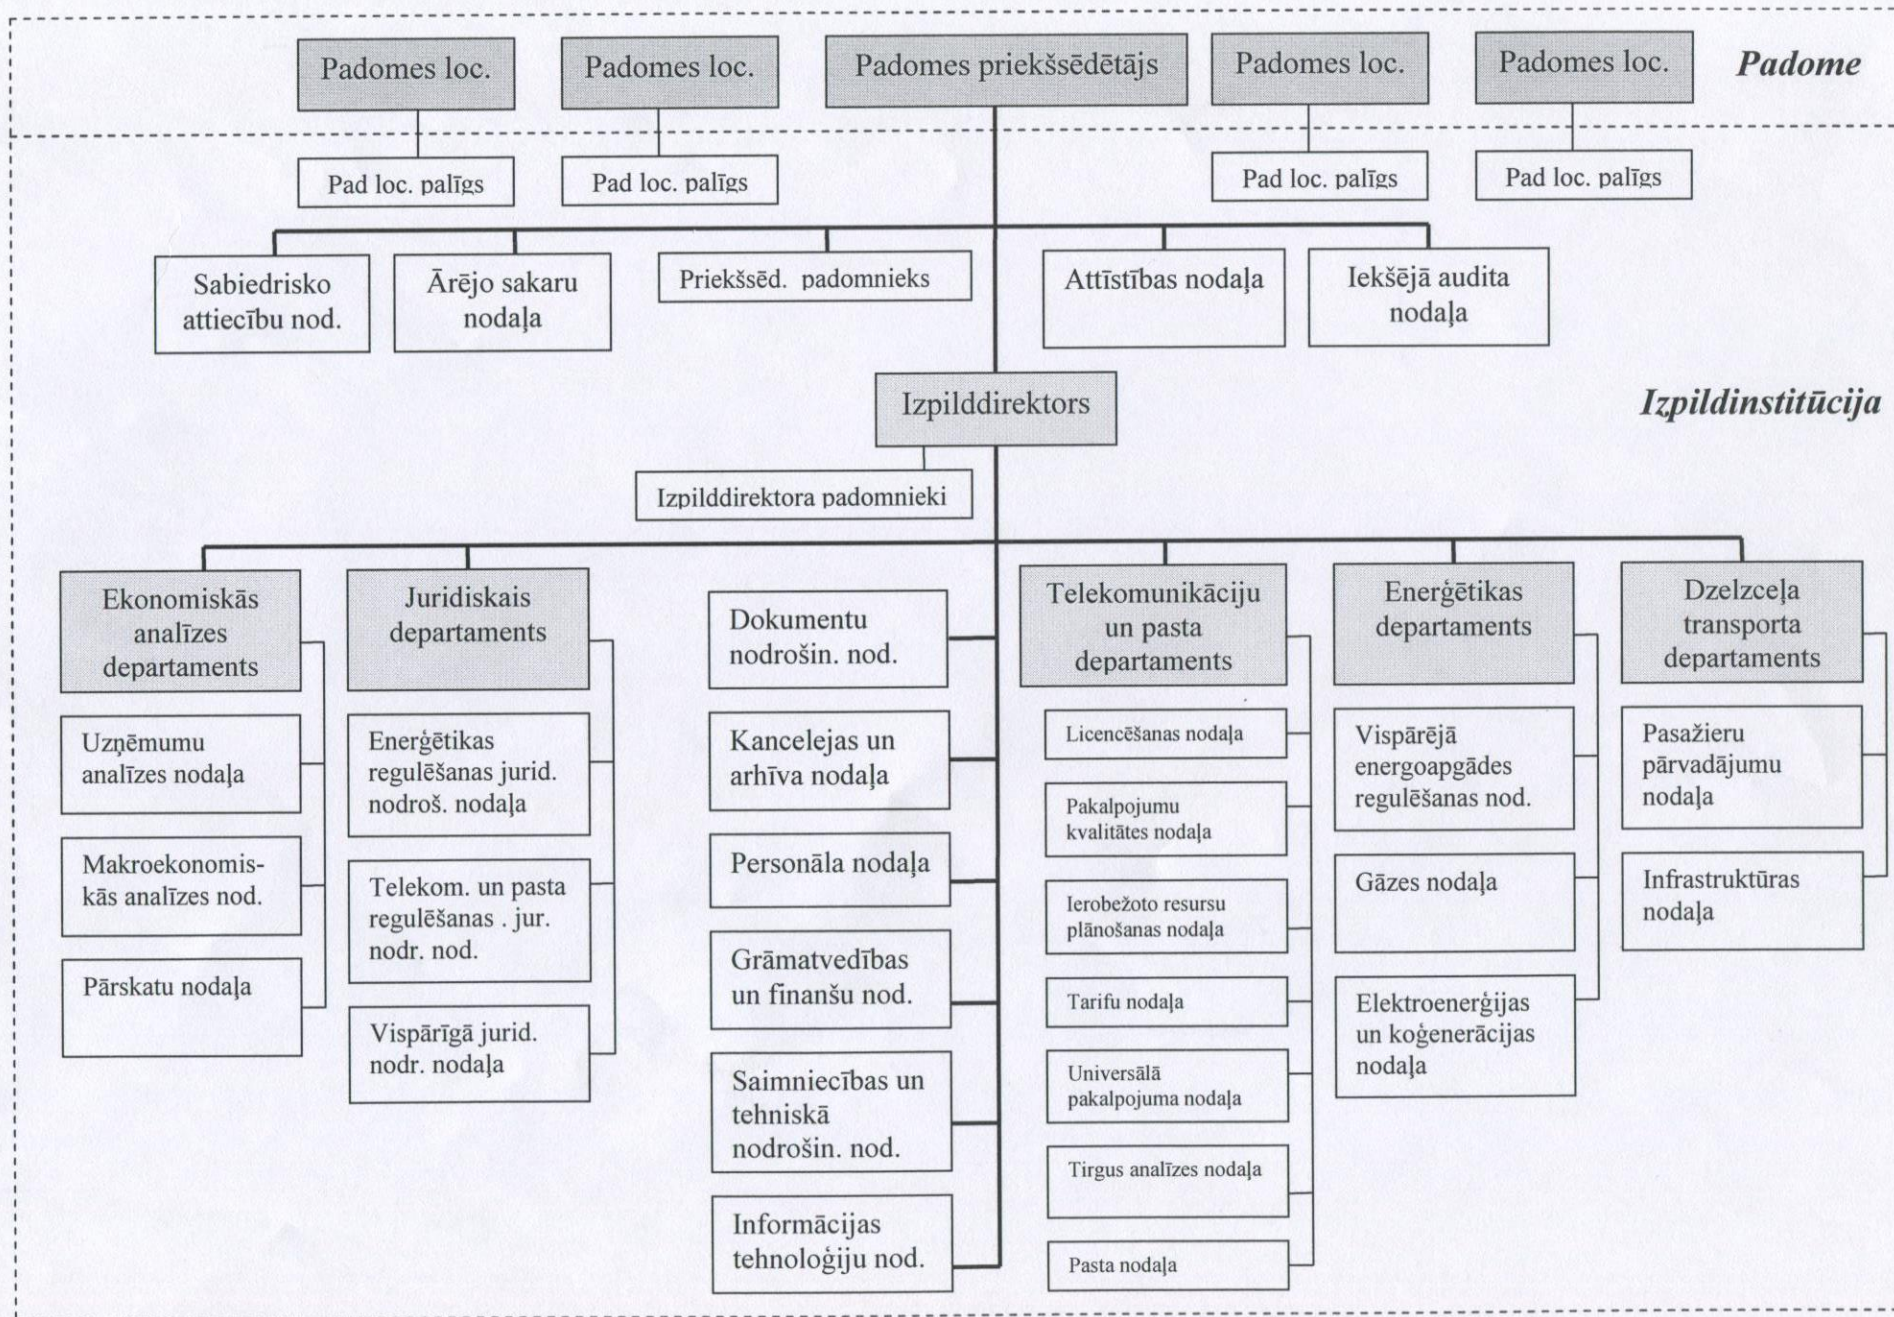 Padomes loc.
Padomes loc.
Padomes priekšsēdētājs
Padomes loc.
Padomes loc.
Padome
Pad loc. palīgs
Pad loc. palīgs
Pad loc. palīgs
Pad loc. palīgs
Sabiedrisko
attiecību nod.
Ārējo sakaru
nodaļa
Priekšsēd. padomnieks
Attīstības nodaļa
Iekšējā audita
nodaļa
Izpilddirektors
Izpildinstitūcija
Izpilddirektora padomnieki
Ekonomiskās
analīzes
departaments
Uzņēmumu
analīzes nodaļa
Makroekonomis-
kās analīzes nod.
Pārskatu nodaļa
Juridiskais
departaments
Enerģētikas
regulēšanas jurid.
nodroš. nodaļa
Telekom. un pasta
regulēšanas . jur.
nodr. nod.
Vispārīgā jurid.
nodr. nodaļa
Dokumentu
nodrošin. nod.
Kancelejas un
arhīva nodaļa
Personāla nodaļa
Grāmatvedības
un finanšu nod.
Saimniecības un
tehniskā
nodrošin. nod.
Informācijas
tehnoloģiju nod.
Telekomunikāciju
un pasta
departaments
Licencēšanas nodaļa
Pakalpojumu
kvalitātes nodaļa
Ierobežoto resursu
plānošanas nodaļa
Tarifu nodaļa
Universālā
pakalpojuma nodaļa
Tirgus analīzes nodaļa
Pasta nodaļa
Enerģētikas
departaments
Vispārējā
energoapgādes
regulēšanas nod.
Gāzes nodaļa
Elektroenerģijas
un koģenerācijas
nodaļa
Dzelzceļa
transporta
departaments
Pasažieru
pārvadājumu
nodaļa
Infrastruktūras
nodaļa